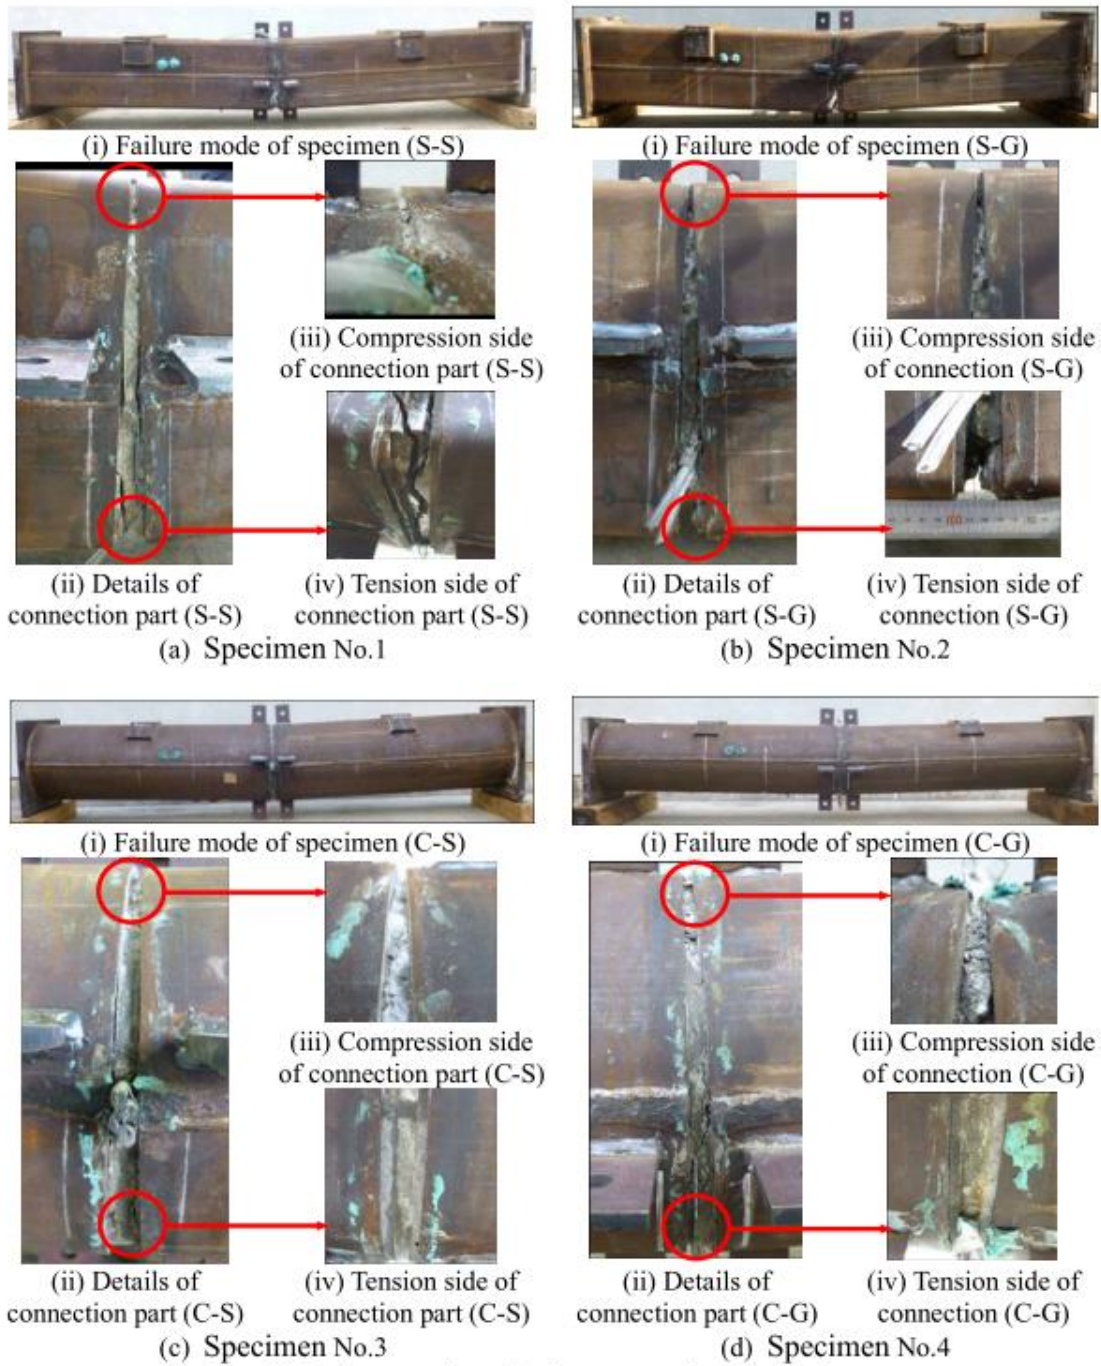 (i) Failure mode of specimen (S-S)
(iii) Compression side
of connection part (S-S)
(ii) Details of
connection part (S-S)
(iv) Tension side of
connection part (S-S)
(a) Specimen No.1
(i) Failure mode of specimen (S-G)
(iii) Compression side
of connection (S-G)
(ii) Details of
connection part (S-G)
(iv) Tension side of
connection (S-G)
(b) Specimen No.2
(i) Failure mode of specimen (C-S)
(iii) Compression side
of connection part (C-S)
(ii) Details of
connection part (C-S)
(iv) Tension side of
connection part (C-S)
(c) Specimen No.3
(i) Failure mode of specimen (C-G)
(iii) Compression side
of connection (C-G)
(ii) Details of
connection part (C-G)
(iv) Tension side of
connection (C-G)
(d) Specimen No.4